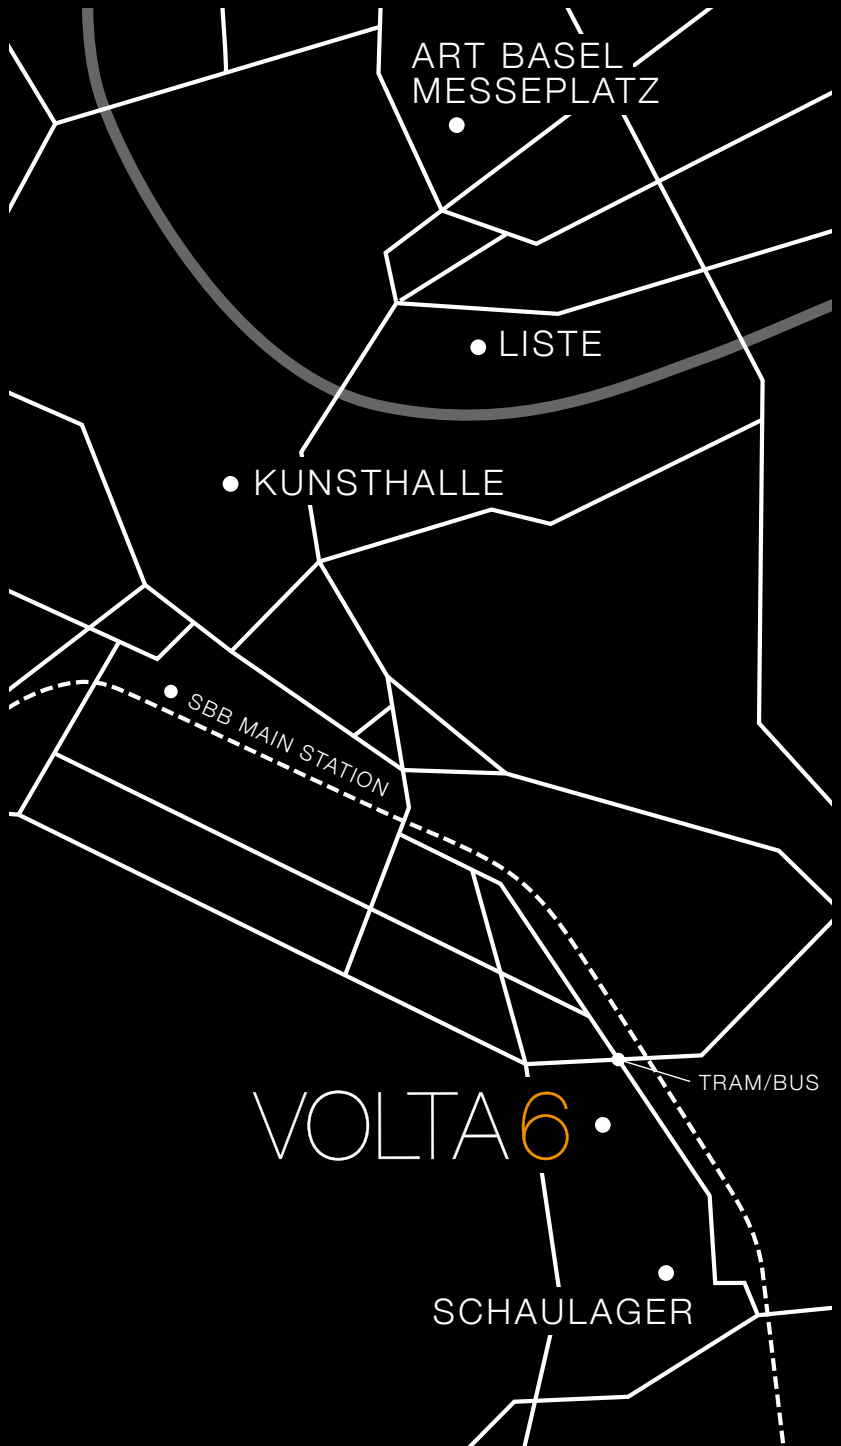 ART BASEL
MESSEPLATZ
LISTE
KUNSTHALLE
SBB MAIN STATION
TRAM/BUS
VOLTA6
SCHAULAGER